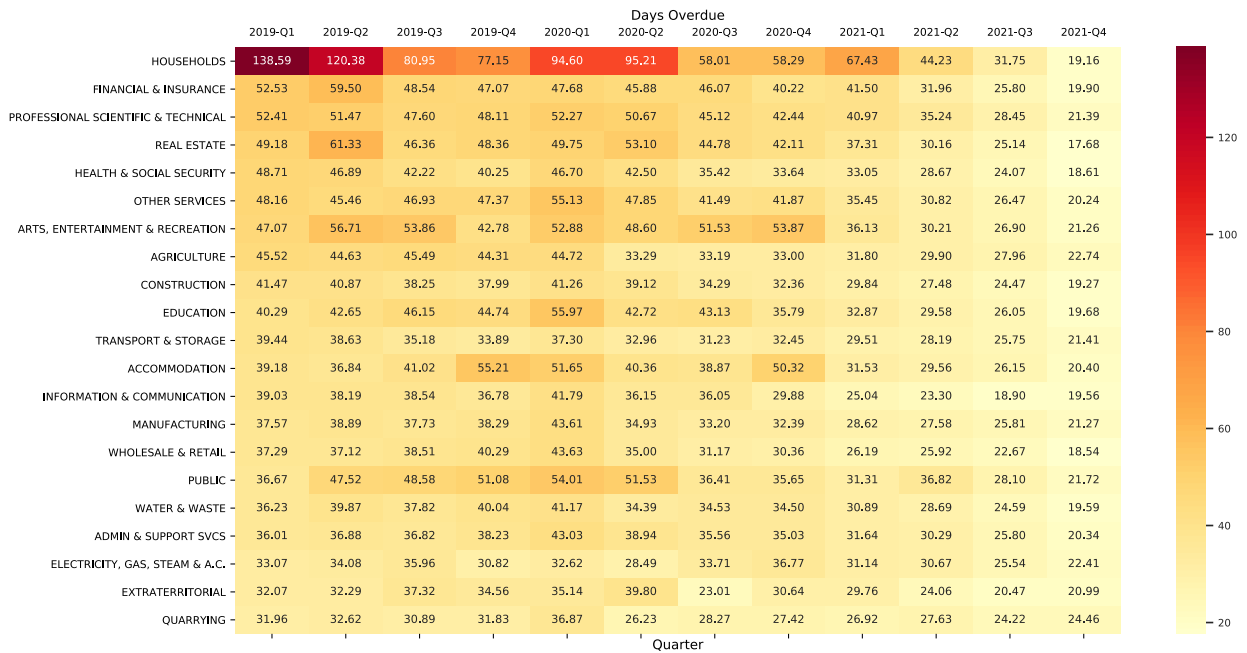 Days Overdue
2019-Q1 2019-Q2 2019-Q3 2019-Q4 2020-Q1 2020-Q2 2020-Q3 2020-Q4 2021-Q1 2021-Q2 2021-Q3 2021-Q4
HOUSEHOLDS 138.59 120.38 80.95 77.15 94.60 95.21 58.01 58.29 67.43 44.23 31.75 19.16
FINANCIAL & INSURANCE 52.53 59.50 48.54 47.07 47.68 45.88 46.07 40.22 41.50 31.96 25.80 19.90
PROFESSIONAL SCIENTIFIC & TECHNICAL 52.41 51.47 47.60 48.11 52.27 50.67 45.12 42.44 40.97 35.24 28.45 21.39
REAL ESTATE 49.18 61.33 46.36 48.36 49.75 53.10 44.78 42.11 37.31 30.16 25.14 17.68
HEALTH & SOCIAL SECURITY 48.71 46.89 42.22 40.25 46.70 42.50 35.42 33.64 33.05 28.67 24.07 18.61
OTHER SERVICES 48.16 45.46 46.93 47.37 55.13 47.85 41.49 41.87 35.45 30.82 26.47 20.24
ARTS, ENTERTAINMENT & RECREATION 47.07 56.71 53.86 42.78 52.88 48.60 51.53 53.87 36.13 30.21 26.90 21.26
AGRICULTURE 45.52 44.63 45.49 44.31 44.72 33.29 33.19 33.00 31.80 29.90 27.96 22.74
CONSTRUCTION 41.47 40.87 38.25 37.99 41.26 39.12 34.29 32.36 29.84 27.48 24.47 19.27
EDUCATION 40.29 42.65 46.15 44.74 55.97 42.72 43.13 35.79 32.87 29.58 26.05 19.68
TRANSPORT & STORAGE 39.44 38.63 35.18 33.89 37.30 32.96 31.23 32.45 29.51 28.19 25.75 21.41
ACCOMMODATION 39.18 36.84 41.02 55.21 51.65 40.36 38.87 50.32 31.53 29.56 26.15 20.40
INFORMATION & COMMUNICATION 39.03 38.19 38.54 36.78 41.79 36.15 36.05 29.88 25.04 23.30 18.90 19.56
MANUFACTURING 37.57 38.89 37.73 38.29 43.61 34.93 33.20 32.39 28.62 27.58 25.81 21.27
WHOLESALE & RETAIL 37.29 37.12 38.51 40.29 43.63 35.00 31.17 30.36 26.19 25.92 22.67 18.54
PUBLIC 36.67 47.52 48.58 51.08 54.01 51.53 36.41 35.65 31.31 36.82 28.10 21.72
WATER & WASTE 36.23 39.87 37.82 40.04 41.17 34.39 34.53 34.50 30.89 28.69 24.59 19.59
ADMIN & SUPPORT SVCS 36.01 36.88 36.82 38.23 43.03 38.94 35.56 35.03 31.64 30.29 25.80 20.34
ELECTRICITY, GAS, STEAM & A.C. 33.07 34.08 35.96 30.82 32.62 28.49 33.71 36.77 31.14 30.67 25.54 22.41
EXTRATERRITORIAL 32.07 32.29 37.32 34.56 35.14 39.80 23.01 30.64 29.76 24.06 20.47 20.99
QUARRYING 31.96 32.62 30.89 31.83 36.87 26.23 28.27 27.42 26.92 27.63 24.22 24.46
Quarter
120
100
80
60
40
20